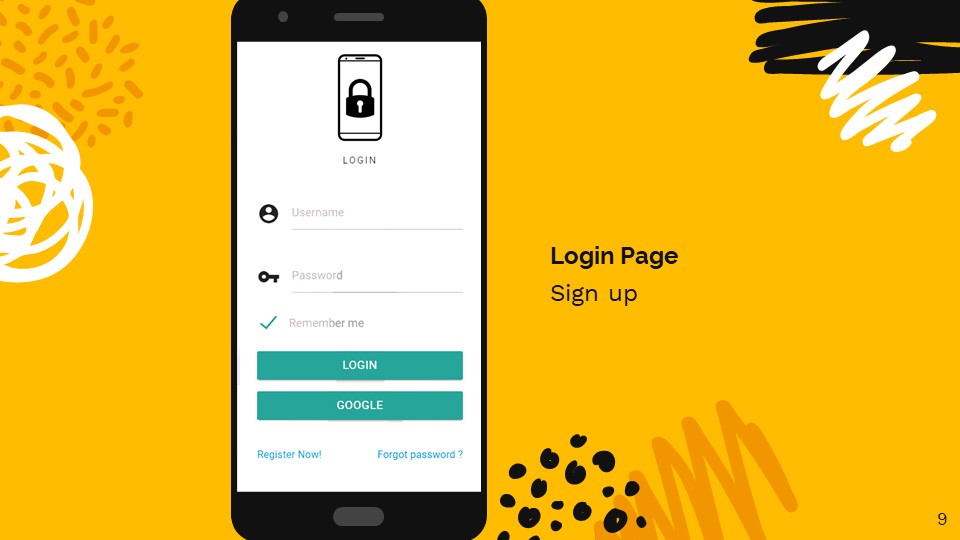 LOGIN
Username
Password
Remember me
LOGIN
GOOGLE
Register Now! Forgot password ?
Login Page
Sign up
9